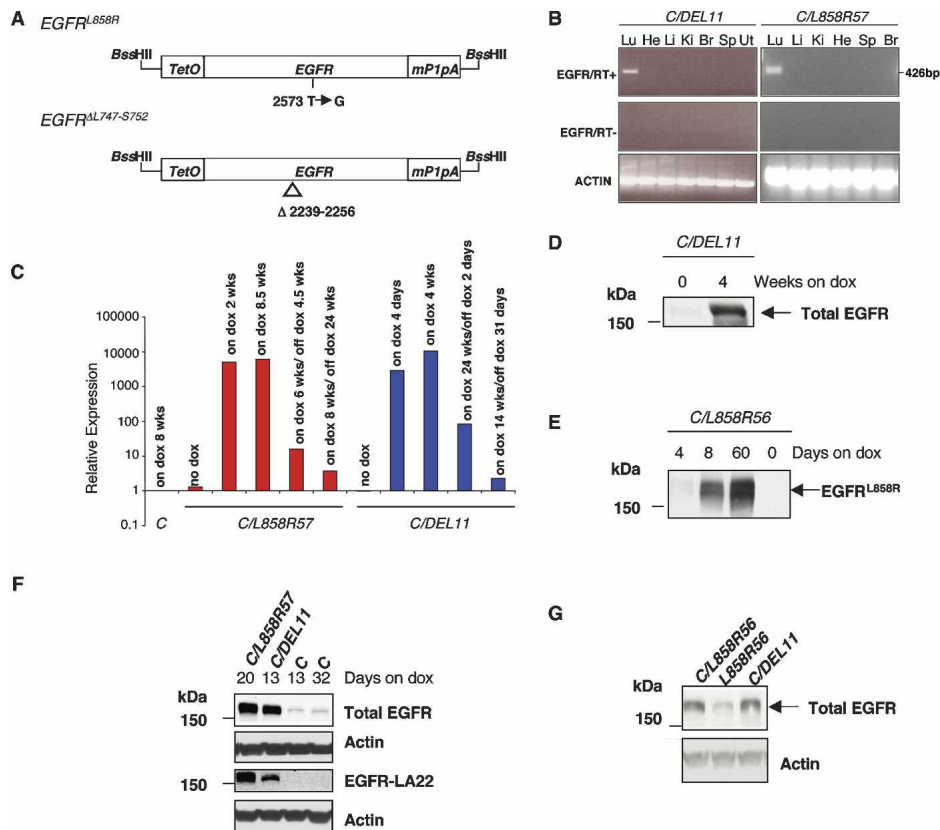 A
EGFR^L858R
BssHII BssHII
TetO EGFR mP1pA
2573 T→G
EGFR^ΔL747-S752
BssHII BssHII
TetO EGFR mP1pA
Δ 2239-2256
B
C/DEL11 C/L858R57
Lu He Li Ki Br Sp Ut Lu Li Ki He Sp Br
EGFR/RT+ 426bp
EGFR/RT-
ACTIN
C
Relative Expression
100000
10000
1000
100
10
1
0.1
on dox 8 wks
no dox
on dox 2 wks
on dox 8.5 wks
on dox 6 wks/ off dox 4.5 wks
on dox 8 wks/ off dox 24 wks
no dox
on dox 4 days
on dox 4 wks
on dox 24 wks/off dox 2 days
on dox 14 wks/off dox 31 days
C C/L858R57 C/DEL11
D
C/DEL11
0 4 Weeks on dox
kDa
150
Total EGFR
E
C/L858R56
4 8 60 0 Days on dox
kDa
150
EGFR^L858R
F
C/L858R57
C/DEL11
C
C
20 13 13 32 Days on dox
kDa
150
Total EGFR
Actin
150
EGFR-LA22
Actin
G
C/L858R56
L858R56
C/DEL11
kDa
150
Total EGFR
Actin